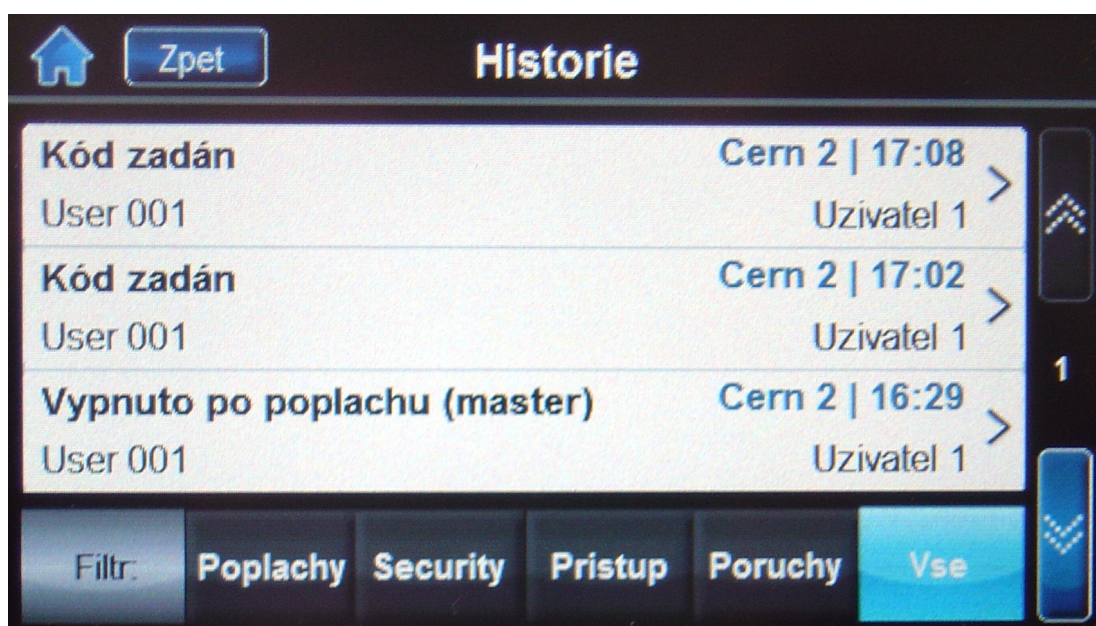 Zpet Historie
Kód zadán Cern 2 | 17:08
User 001 Uzivatel 1
Kód zadán Cern 2 | 17:02
User 001 Uzivatel 1
1
Vypnuto po poplachu (master) Cern 2 | 16:29
User 001 Uzivatel 1
Filtr: Poplachy Security Pristup Poruchy Vse